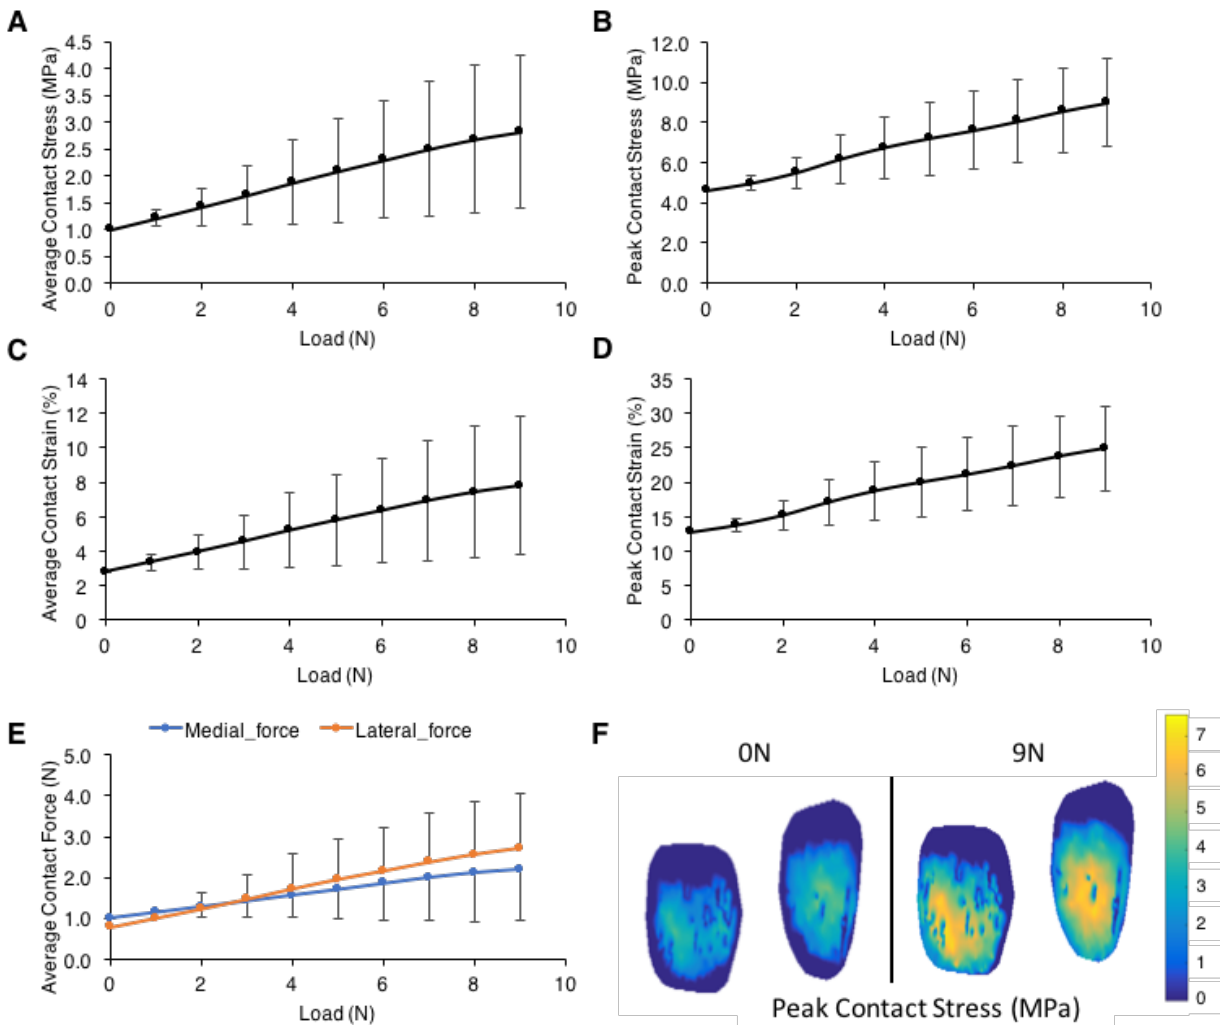 A
Average Contact Stress (MPa)
4.5
4.0
3.5
3.0
2.5
2.0
1.5
1.0
0.5
0.0
0 2 4 6 8 10
Load (N)
B
Peak Contact Stress (MPa)
12.0
10.0
8.0
6.0
4.0
2.0
0.0
0 2 4 6 8 10
Load (N)
C
Average Contact Strain (%)
14
12
10
8
6
4
2
0
0 2 4 6 8 10
Load (N)
D
Peak Contact Strain (%)
35
30
25
20
15
10
5
0
0 2 4 6 8 10
Load (N)
E
Medial_force Lateral_force
Average Contact Force (N)
5.0
4.0
3.0
2.0
1.0
0.0
0 2 4 6 8 10
Load (N)
F
0N 9N
7
6
5
4
3
2
1
0
Peak Contact Stress (MPa)